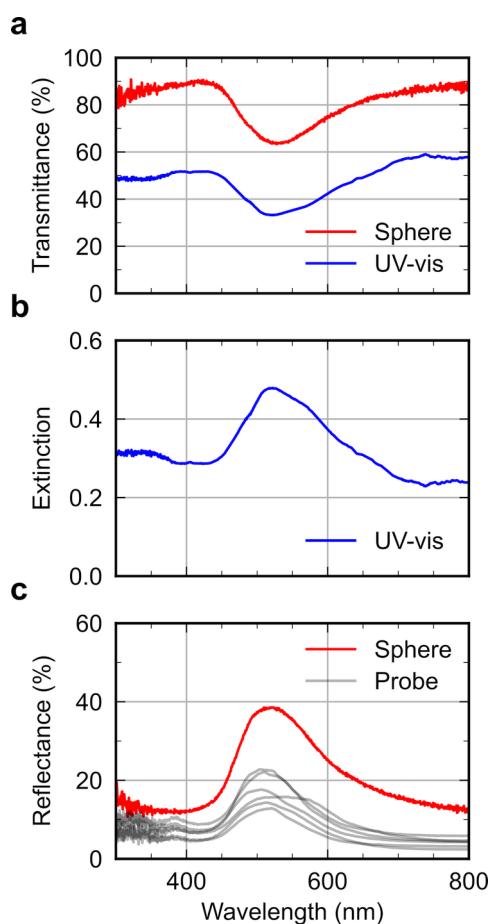 a
Transmittance (%)
100
80
60
40
20
0
Sphere
UV-vis
b
Extinction
0.6
0.4
0.2
0.0
UV-vis
c
Reflectance (%)
60
40
20
0
Sphere
Probe
400
600
800
Wavelength (nm)